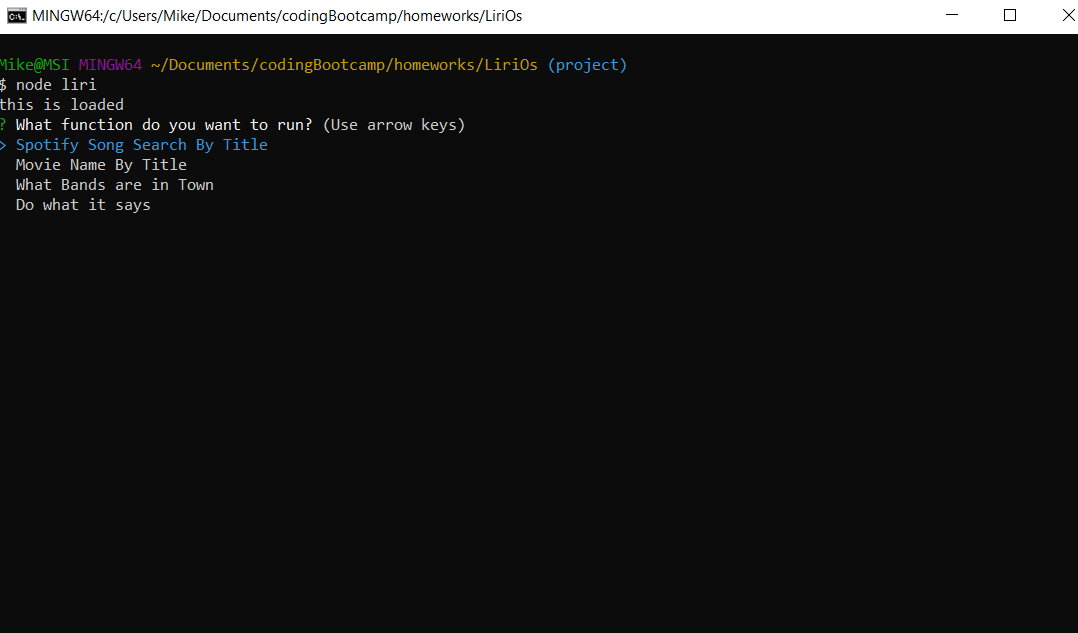 MINGW64:/c/Users/Mike/Documents/codingBootcamp/homeworks/LiriOs
Mike@MSI MINGW64 ~/Documents/codingBootcamp/homeworks/LiriOs (project)
$ node liri
this is loaded
? What function do you want to run? (Use arrow keys)
> Spotify Song Search By Title
Movie Name By Title
What Bands are in Town
Do what it says